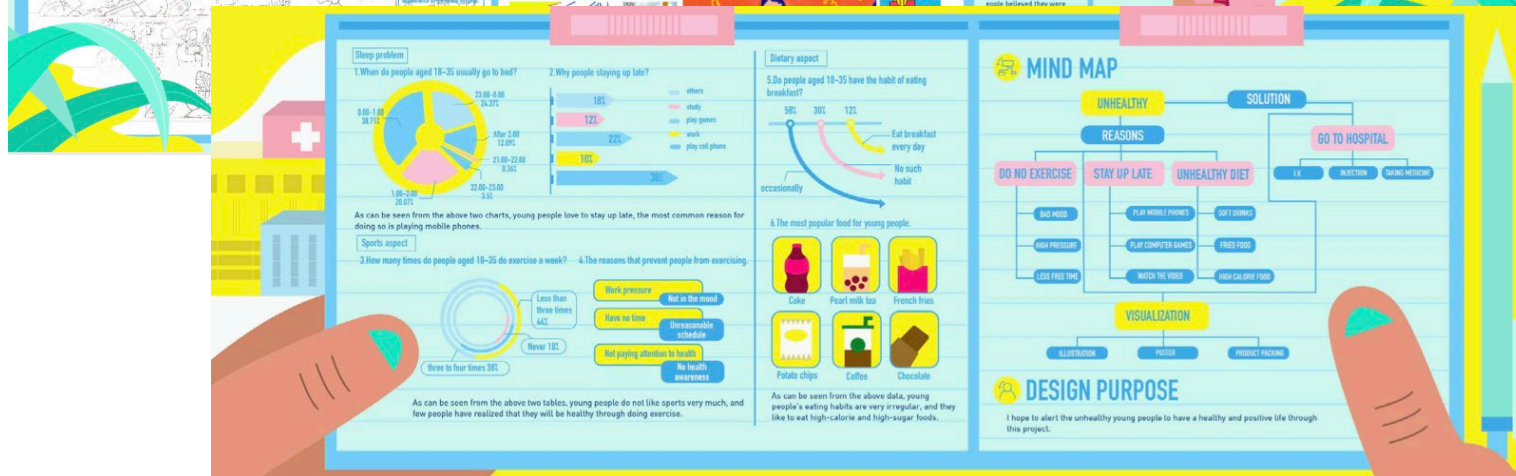 eople believed they were
Sleep problem
1.When do people aged 18-35 usually go to bed?
23:00-0:00
24.37%
0.00-1.00
30.71%
After 2.00
12.09%
21:00-22:00
8.36%
22.00-23.00
3.5%
1.00-2.00
20.07%
2.Why people staying up late?
18%
12%
22%
10%
38%
others
study
play games
work
play cell phone
As can be seen from the above two charts, young people love to stay up late, the most common reason for
doing so is playing mobile phones.
Sports aspect
3.How many times do people aged 18-35 do exercise a week?
Less than
three times
44%
Never 18%
three to four times 38%
4.The reasons that prevent people from exercising.
Work pressure
Not in the mood
Have no time
Unreasonable
schedule
Not paying attention to health
No health
awareness
As can be seen from the above two tables, young people do not like sports very much, and
few people have realized that they will be healthy through doing exercise.
Dietary aspect
5.Do people aged 18-35 have the habit of eating
breakfast?
58%
30%
12%
Eat breakfast
every day
No such
habit
occasionally
6.The most popular food for young people.
Coke
Pearl milk tea
French fries
Potato chips
Coffee
Chocolate
As can be seen from the above data, young
people's eating habits are very irregular, and they
like to eat high-calorie and high-sugar foods.
MIND MAP
UNHEALTHY
SOLUTION
REASONS
GO TO HOSPITAL
I.V.
INJECTION
TAKING MEDICINE
DO NO EXERCISE
STAY UP LATE
UNHEALTHY DIET
BAD MOOD
PLAY MOBILE PHONES
SOFT DRINKS
HIGH PRESSURE
PLAY COMPUTER GAMES
FRIED FOOD
LESS FREE TIME
WATCH THE VIDEO
HIGH CALORIE FOOD
VISUALIZATION
ILLUSTRATION
POSTER
PRODUCT PACKING
DESIGN PURPOSE
I hope to alert the unhealthy young people to have a healthy and positive life through
this project.